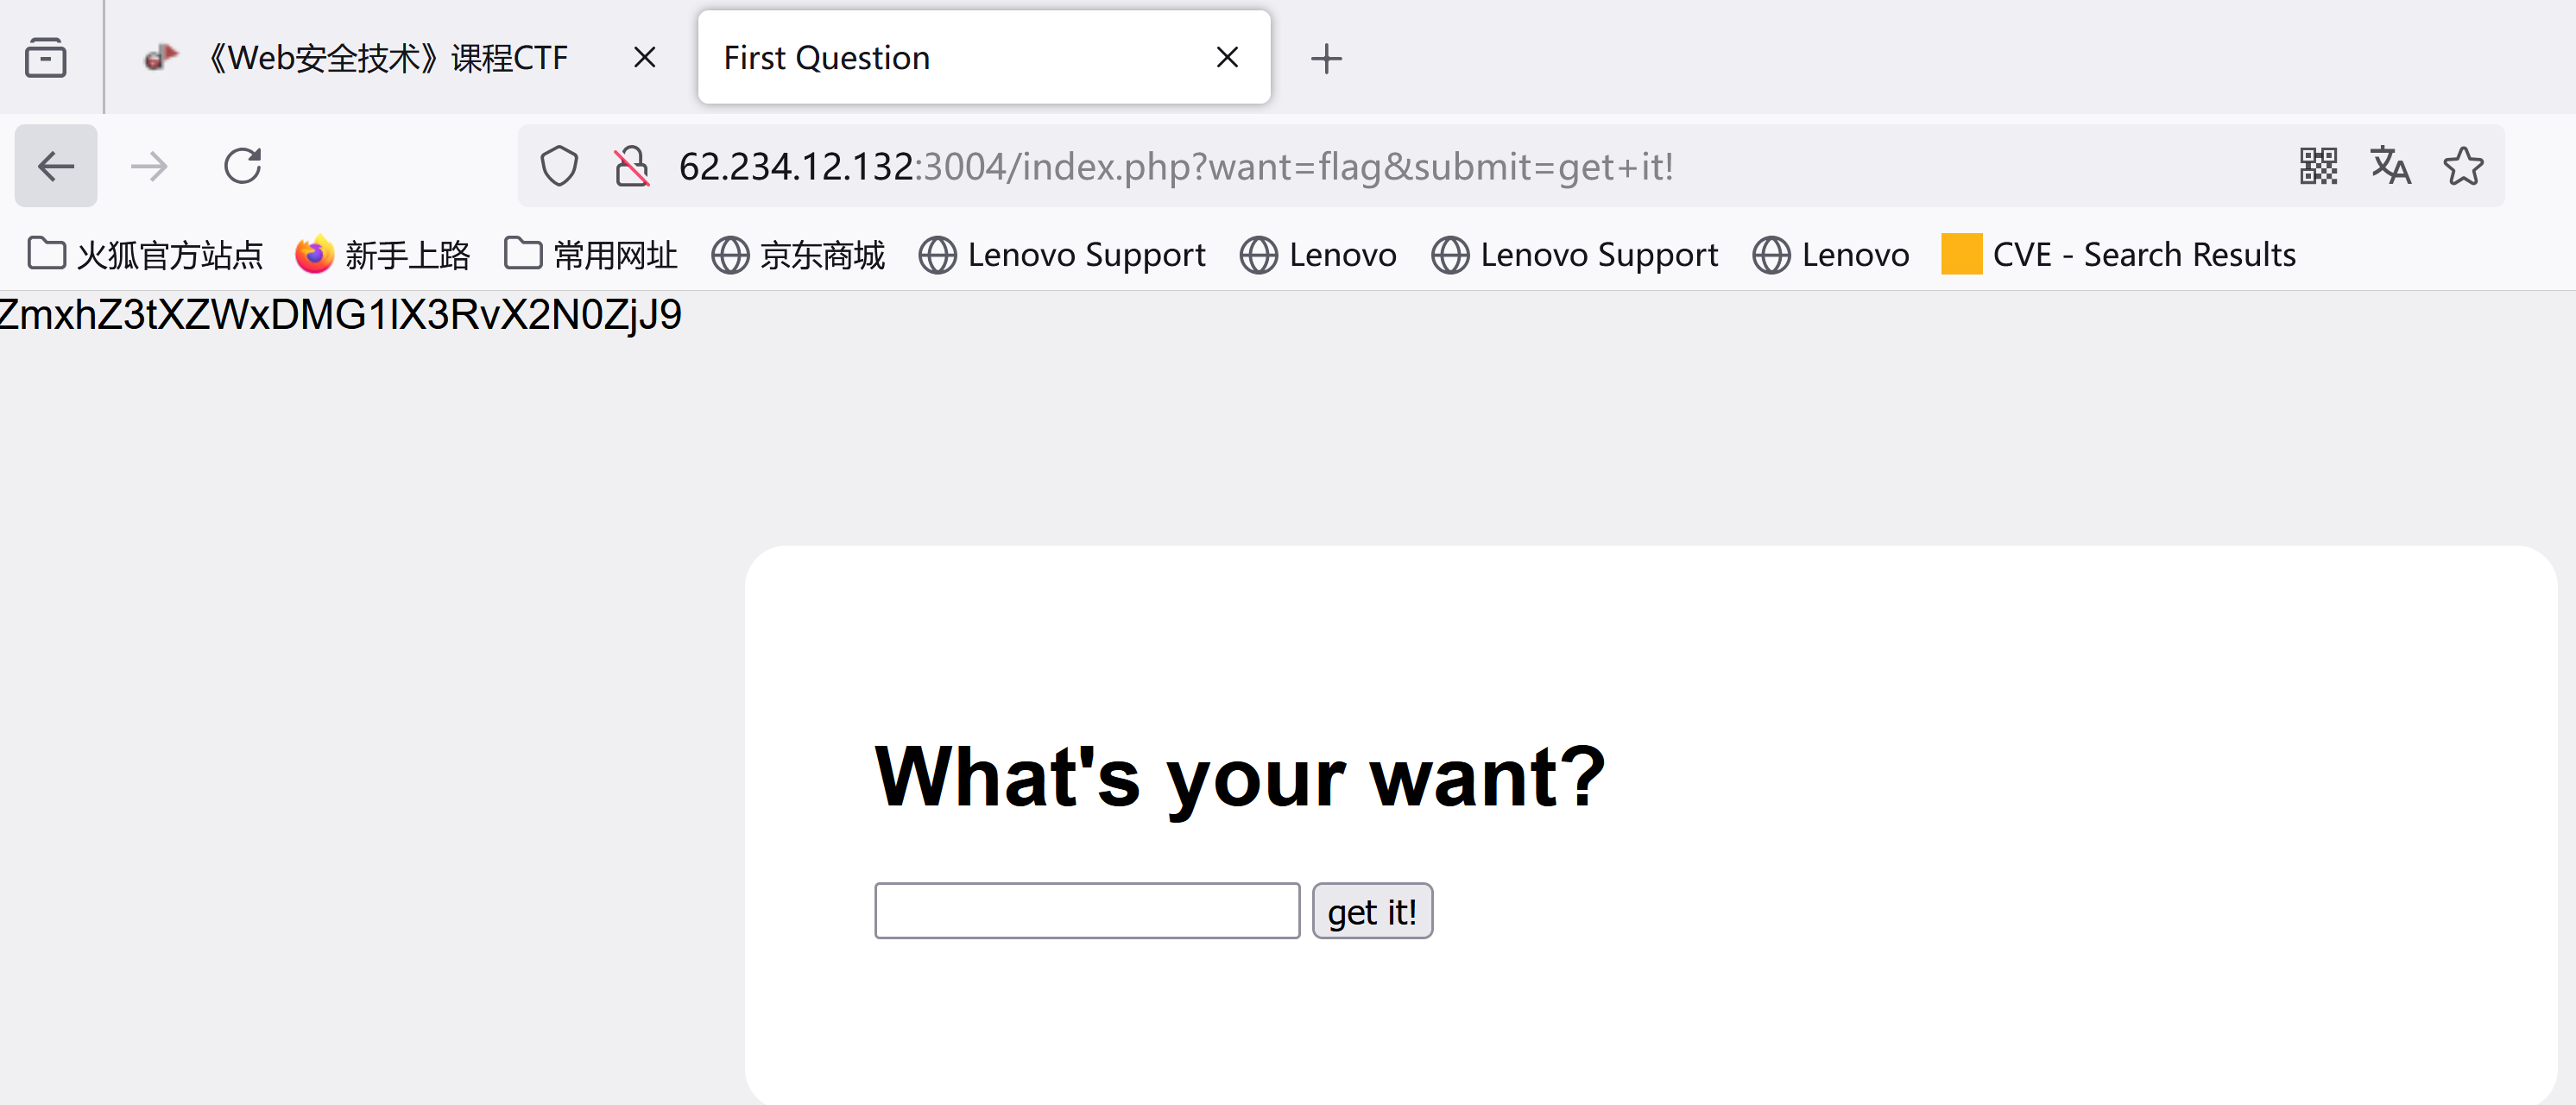 《Web安全技术》课程CTF
First Question
62.234.12.132:3004/index.php?want=flag&submit=get+it!
火狐官方站点 新手上路 常用网址 京东商城 Lenovo Support Lenovo Lenovo Support Lenovo CVE - Search Results
ZmxhZ3tXZWxDMG1lX3RvX2N0ZjJ9
What's your want?
get it!